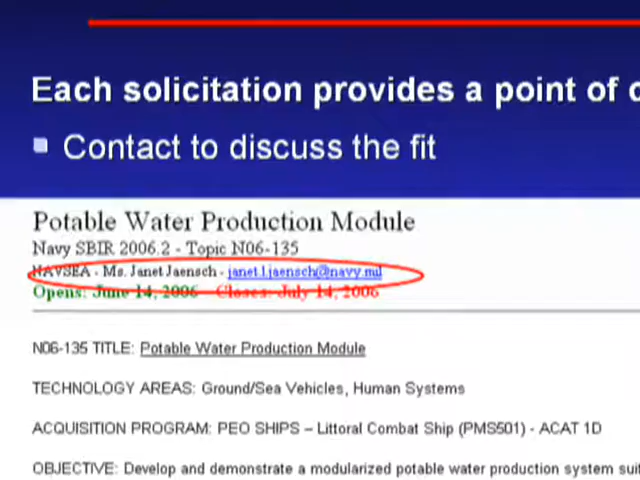 Each solicitation provides a point of
Contact to discuss the fit
Potable Water Production Module
Navy SBIR 2006.2 - Topic N06-135
NAVSEA - Ms. Janet Jaensch - janet.l.jaensch@navy.mil
Opens: June 14, 2006 - Closes: July 14, 2006
N06-135 TITLE: Potable Water Production Module
TECHNOLOGY AREAS: Ground/Sea Vehicles, Human Systems
ACQUISITION PROGRAM: PEO SHIPS – Littoral Combat Ship (PMS501) - ACAT 1D
OBJECTIVE: Develop and demonstrate a modularized potable water production system